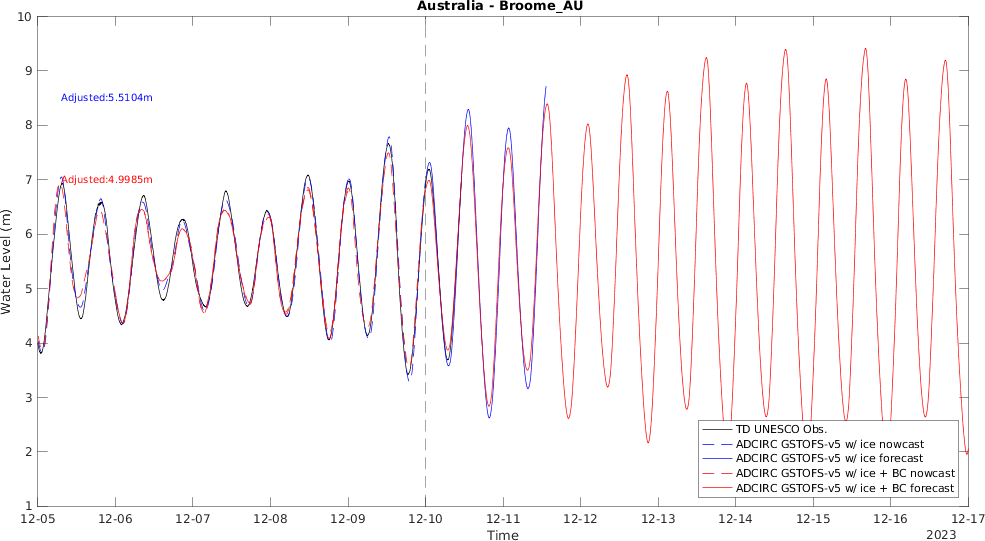 Australia - Broome_AU
10
9
8
7
6
5
4
3
2
1
Water Level (m)
Adjusted:5.5104m
Adjusted:4.9985m
TD UNESCO Obs.
ADCIRC GSTOFS-v5 w/ ice nowcast
ADCIRC GSTOFS-v5 w/ ice forecast
ADCIRC GSTOFS-v5 w/ ice + BC nowcast
ADCIRC GSTOFS-v5 w/ ice + BC forecast
12-05 12-06 12-07 12-08 12-09 12-10 12-11 12-12 12-13 12-14 12-15 12-16 12-17
Time
2023